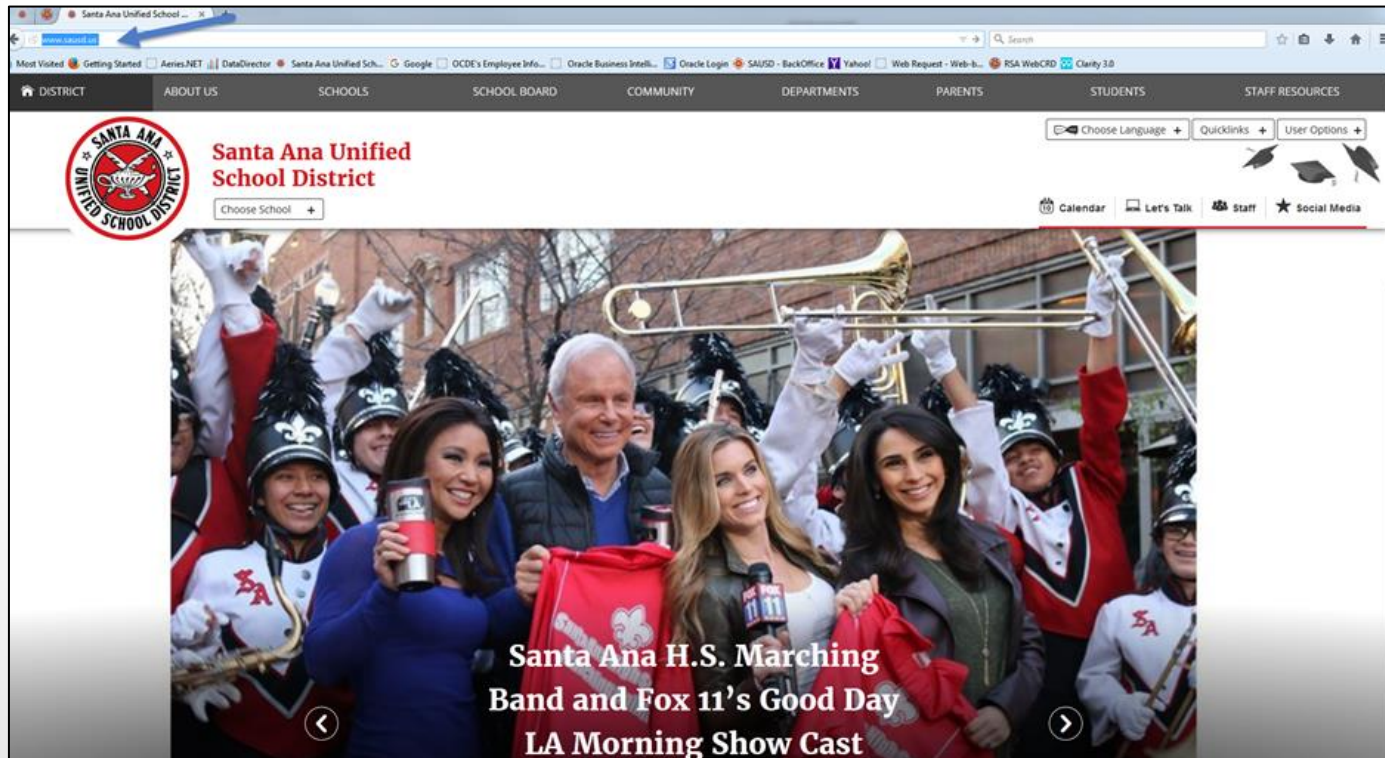 Santa Ana Unified School ... ×
www.sausd.us
Search
Most Visited Getting Started Aeries.NET DataDirector Santa Ana Unified Sch... Google OCDE's Employee Info... Oracle Business Intelli... Oracle Login SAUSD - BackOffice Yahoo! Web Request - Web-b... RSA WebCRD Clarity 3.0
DISTRICT ABOUT US SCHOOLS SCHOOL BOARD COMMUNITY DEPARTMENTS PARENTS STUDENTS STAFF RESOURCES
Choose Language + Quicklinks + User Options +
SANTA ANA
UNIFIED SCHOOL DISTRICT
Santa Ana Unified
School District
Choose School +
10 Calendar Let's Talk Staff Social Media
SA
FOX
11
FOX
11
SA
Santa Ana H.S. Marching
Band and Fox 11's Good Day
LA Morning Show Cast